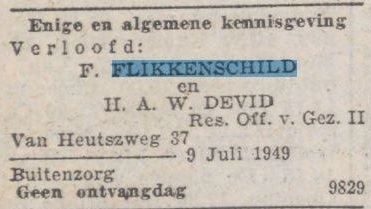 Enige en algemene kennisgeving
Verloofd:
F. FLIKKENSCHILD
en
H. A. W. DEVID
Res. Off. v. Gez. II
Van Heutszweg 37
9 Juli 1949
Buitenzorg
Geen ontvangdag 9829